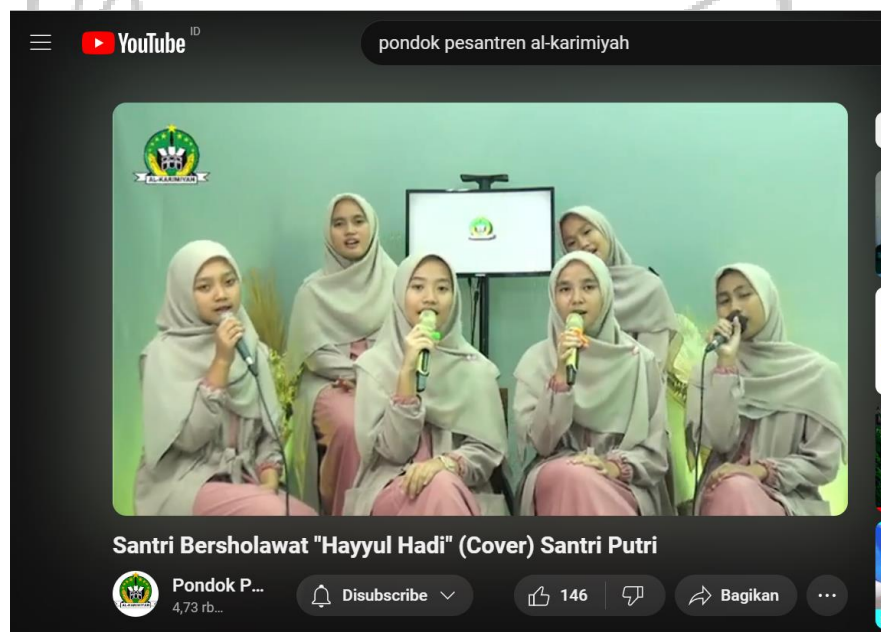 YouTube ID
pondok pesantren al-karimiyah
AL-KARIMIYAH
Santri Bersholawat "Hayyul Hadi" (Cover) Santri Putri
Pondok P...
4,73 rb...
Disubscribe
146
Bagikan